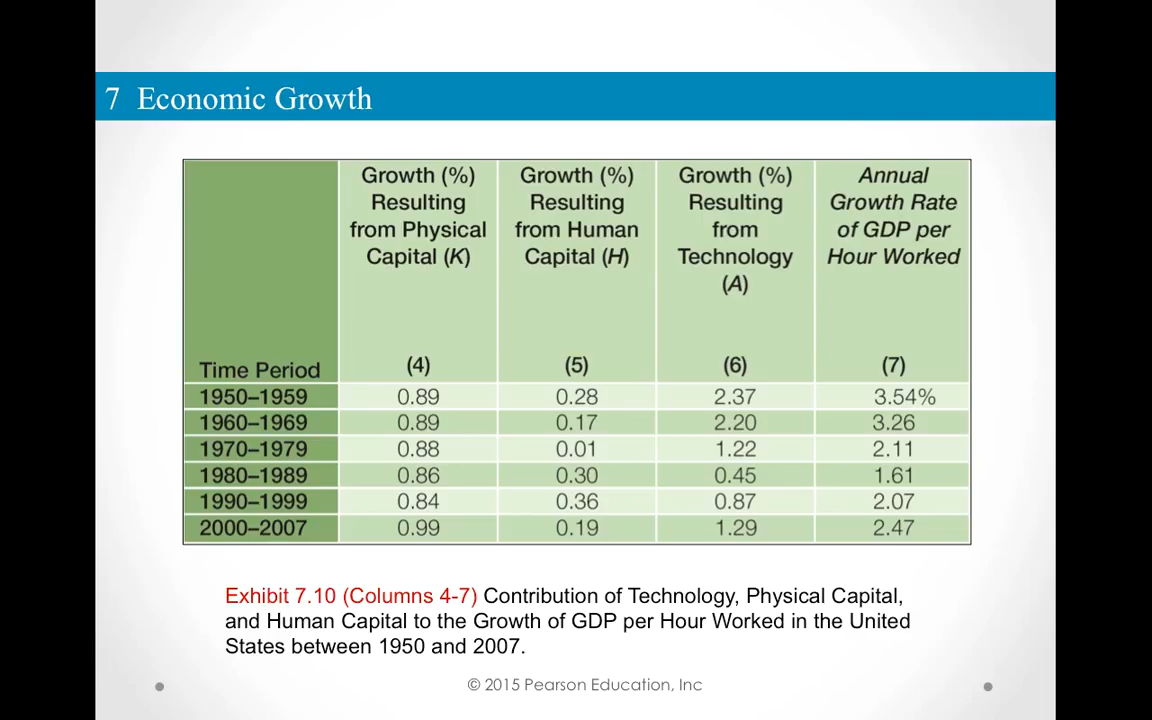 7 Economic Growth
Time Period
Growth (%)
Resulting
from Physical
Capital (K)
(4)
Growth (%)
Resulting
from Human
Capital (H)
(5)
Growth (%)
Resulting
from
Technology
(A)
(6)
Annual
Growth Rate
of GDP per
Hour Worked
(7)
1950–1959 0.89 0.28 2.37 3.54%
1960–1969 0.89 0.17 2.20 3.26
1970–1979 0.88 0.01 1.22 2.11
1980–1989 0.86 0.30 0.45 1.61
1990–1999 0.84 0.36 0.87 2.07
2000–2007 0.99 0.19 1.29 2.47
Exhibit 7.10 (Columns 4-7) Contribution of Technology, Physical Capital,
and Human Capital to the Growth of GDP per Hour Worked in the United
States between 1950 and 2007.
© 2015 Pearson Education, Inc